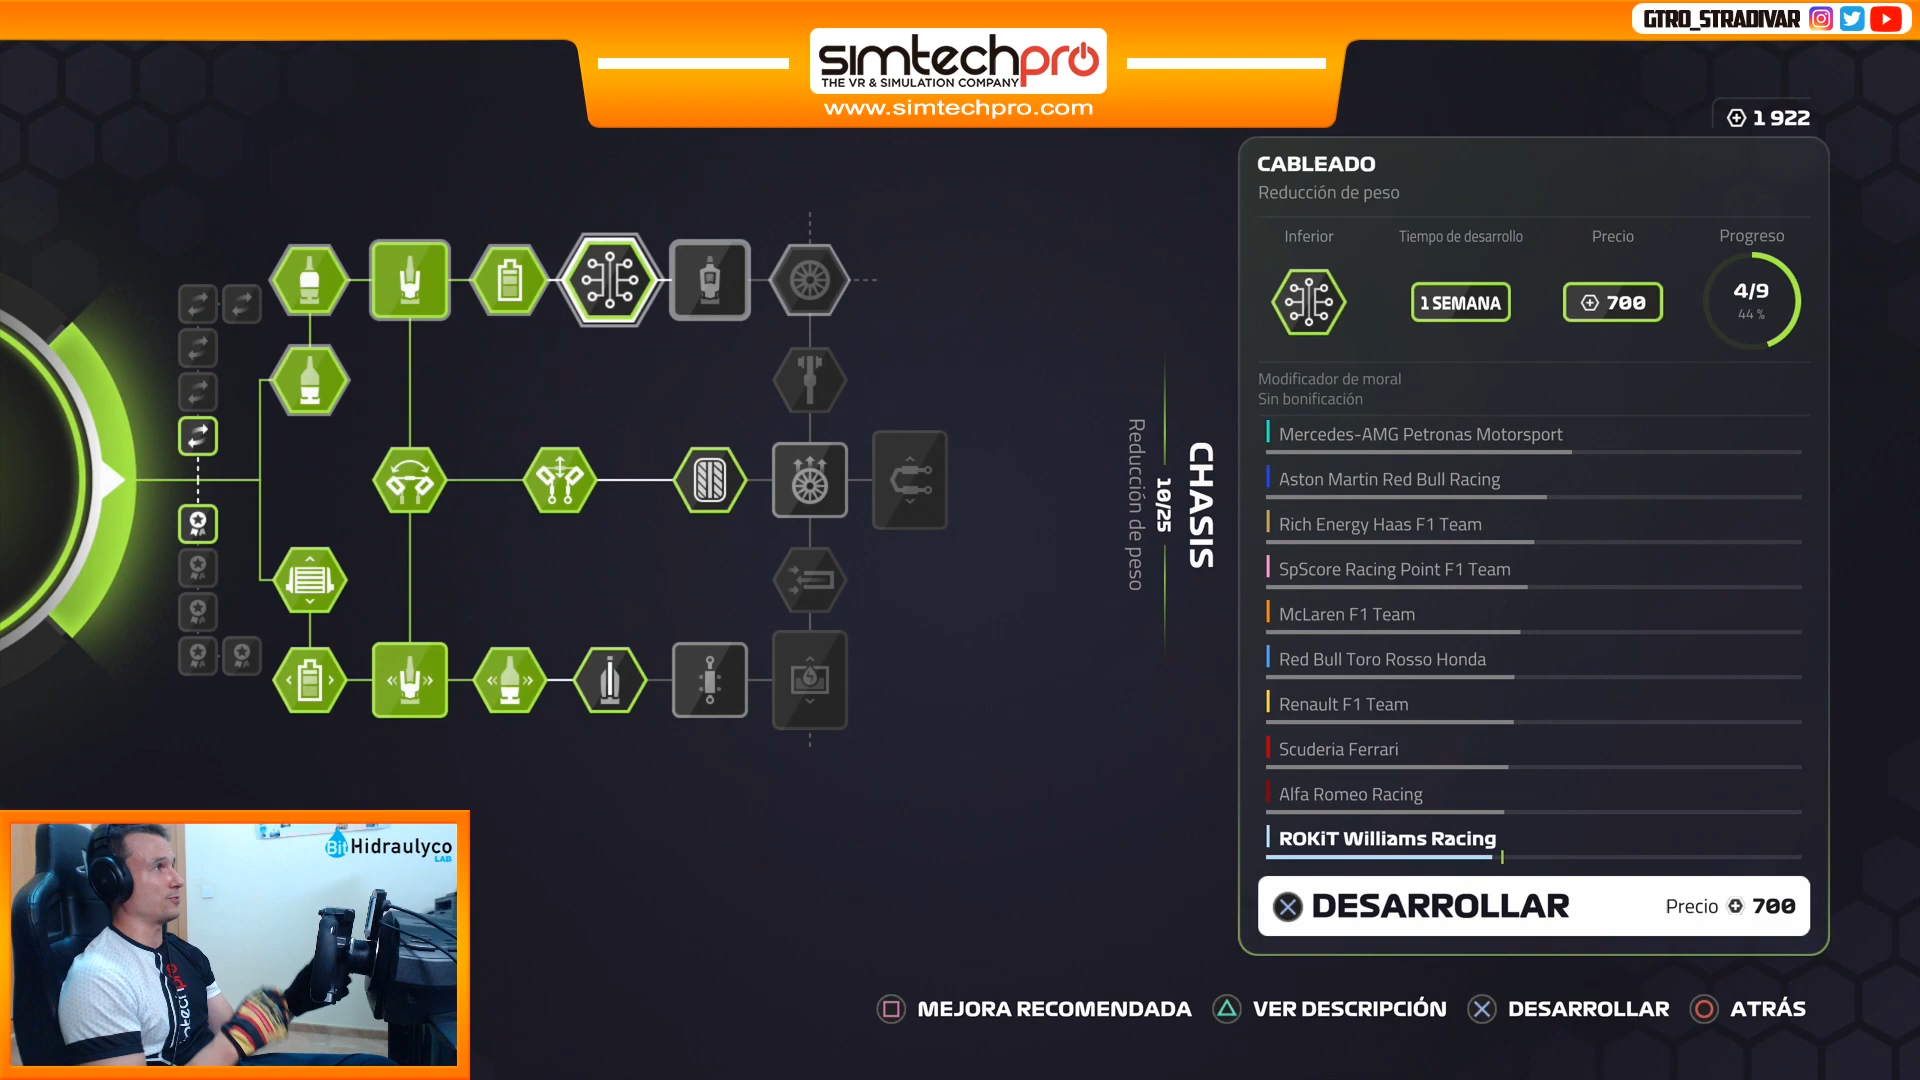 GTRO_STRADIVAR
simtechpro
THE VR & SIMULATION COMPANY
www.simtechpro.com
1 922
CABLEADO
Reducción de peso
Inferior
Tiempo de desarrollo
Precio
Progreso
1 SEMANA
700
4/9
44 %
Modificador de moral
Sin bonificación
Mercedes-AMG Petronas Motorsport
Aston Martin Red Bull Racing
Rich Energy Haas F1 Team
SpScore Racing Point F1 Team
McLaren F1 Team
Red Bull Toro Rosso Honda
Renault F1 Team
Scuderia Ferrari
Alfa Romeo Racing
ROKiT Williams Racing
DESARROLLAR
Precio 700
CHASIS
10/25
Reducción de peso
BitHidraulyco
LAB
MEJORA RECOMENDADA
VER DESCRIPCIÓN
DESARROLLAR
ATRÁS